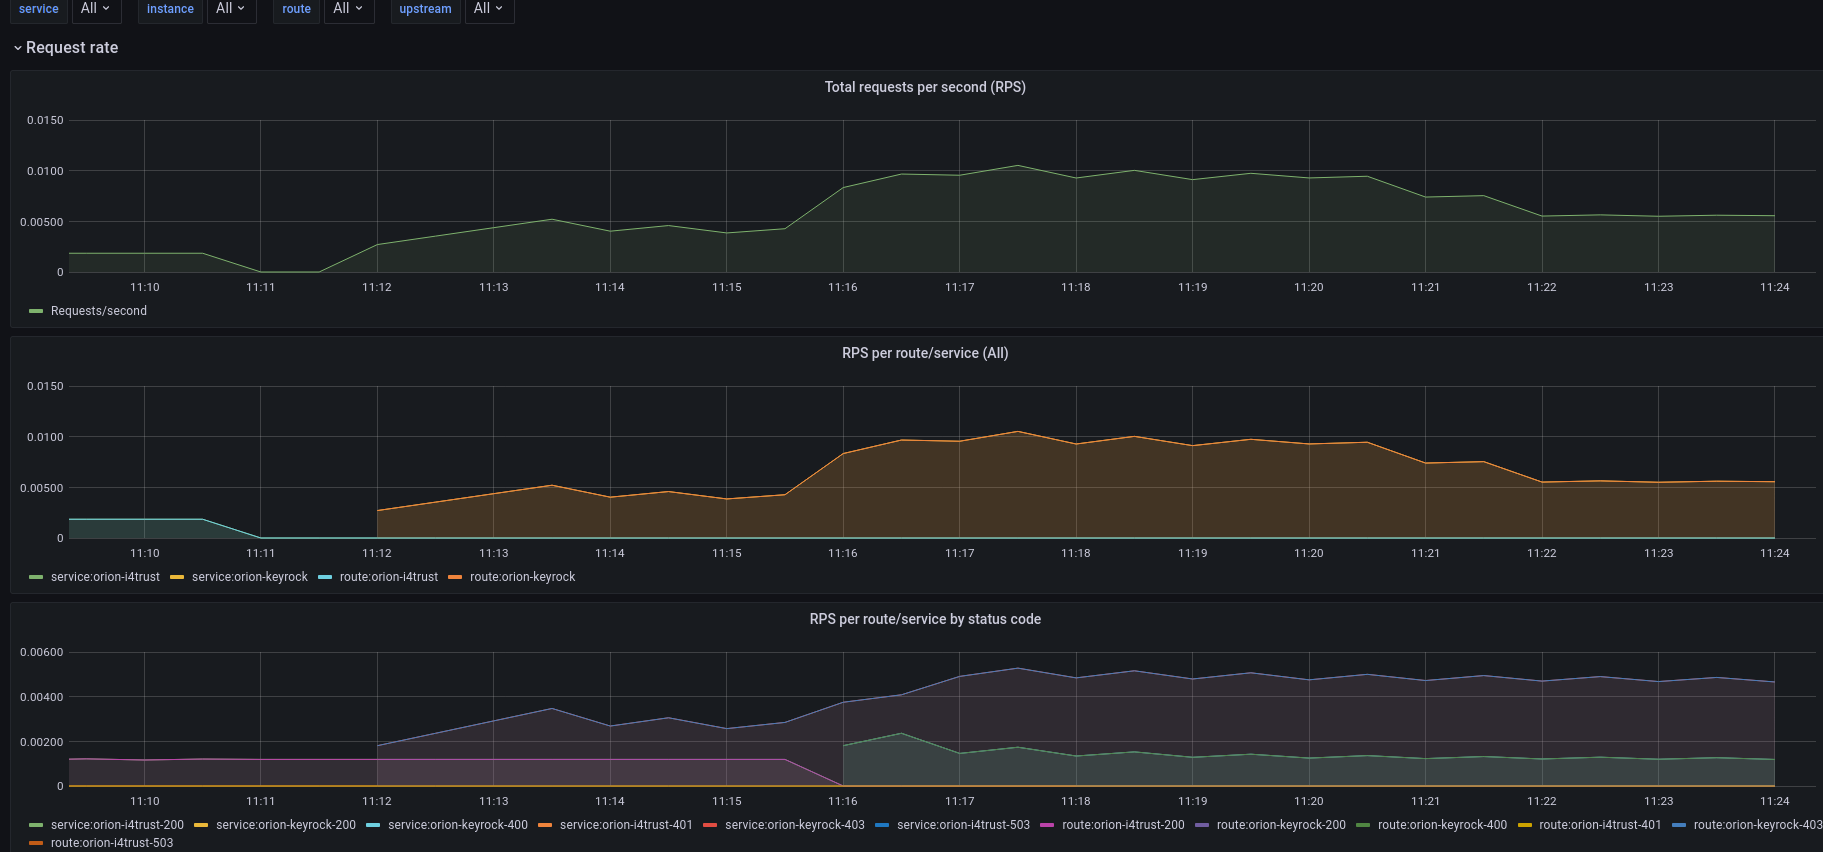 service All instance All route All upstream All
Request rate
Total requests per second (RPS)
0.0150
0.0100
0.00500
0
11:10 11:11 11:12 11:13 11:14 11:15 11:16 11:17 11:18 11:19 11:20 11:21 11:22 11:23 11:24
Requests/second
RPS per route/service (All)
0.0150
0.0100
0.00500
0
11:10 11:11 11:12 11:13 11:14 11:15 11:16 11:17 11:18 11:19 11:20 11:21 11:22 11:23 11:24
service:orion-i4trust service:orion-keyrock route:orion-i4trust route:orion-keyrock
RPS per route/service by status code
0.00600
0.00400
0.00200
0
11:10 11:11 11:12 11:13 11:14 11:15 11:16 11:17 11:18 11:19 11:20 11:21 11:22 11:23 11:24
service:orion-i4trust-200 service:orion-keyrock-200 service:orion-keyrock-400 service:orion-i4trust-401 service:orion-keyrock-403 service:orion-i4trust-503 route:orion-i4trust-200 route:orion-keyrock-200 route:orion-keyrock-400 route:orion-i4trust-401 route:orion-keyrock-403
route:orion-i4trust-503